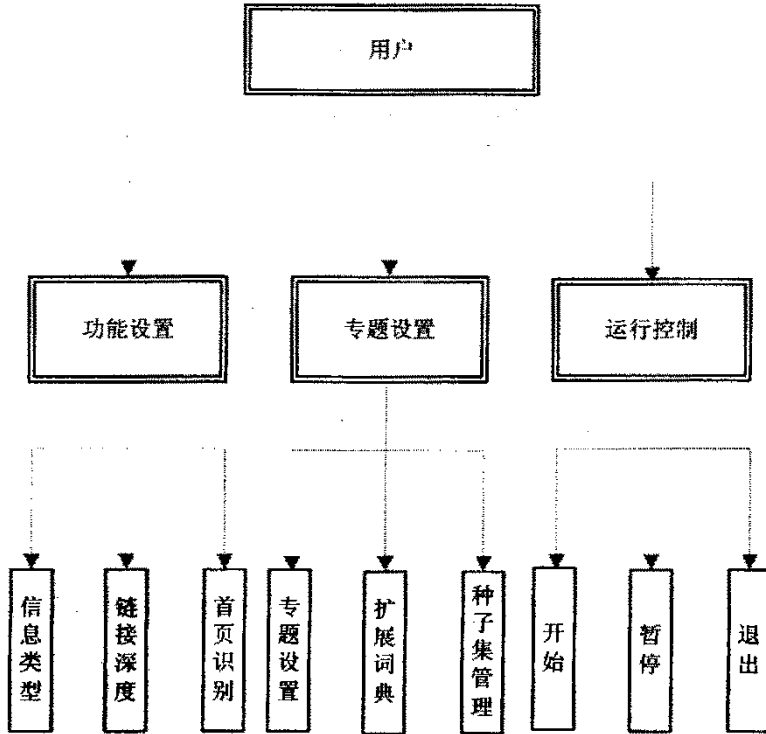 用户
功能设置
专题设置
运行控制
信息类型
链接深度
首页识别
专题设置
扩展词典
种子集管理
开始
暂停
退出